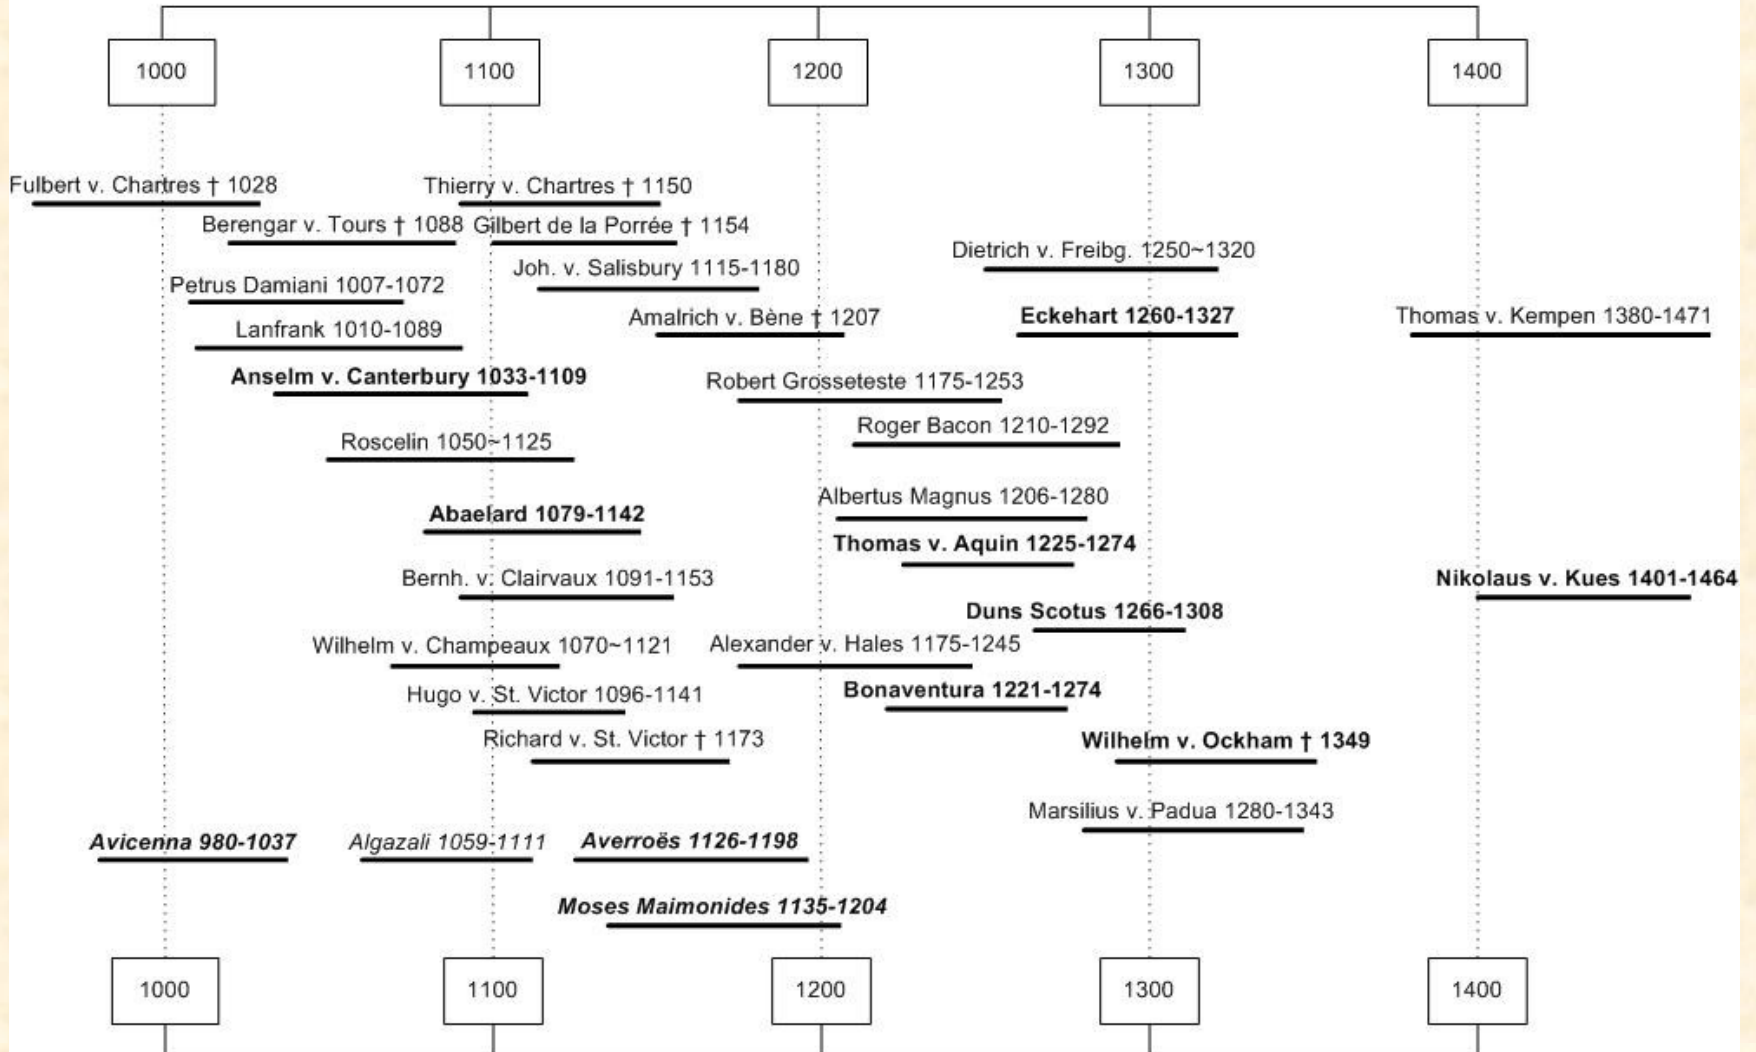 1000 1100 1200 1300 1400
Fulbert v. Chartres † 1028
Thierry v. Chartres † 1150
Berengar v. Tours † 1088
Gilbert de la Porrée † 1154
Dietrich v. Freibg. 1250~1320
Joh. v. Salisbury 1115-1180
Petrus Damiani 1007-1072
Amalrich v. Bène † 1207
Eckehart 1260-1327
Thomas v. Kempen 1380-1471
Lanfrank 1010-1089
Anselm v. Canterbury 1033-1109
Robert Grosseteste 1175-1253
Roger Bacon 1210-1292
Roscelin 1050~1125
Albertus Magnus 1206-1280
Abaelard 1079-1142
Thomas v. Aquin 1225-1274
Bernh. v. Clairvaux 1091-1153
Nikolaus v. Kues 1401-1464
Duns Scotus 1266-1308
Wilhelm v. Champeaux 1070~1121
Alexander v. Hales 1175-1245
Hugo v. St. Victor 1096-1141
Bonaventura 1221-1274
Richard v. St. Victor † 1173
Wilhelm v. Ockham † 1349
Marsilius v. Padua 1280-1343
Avicenna 980-1037
Algazali 1059-1111
Averroës 1126-1198
Moses Maimonides 1135-1204
1000 1100 1200 1300 1400